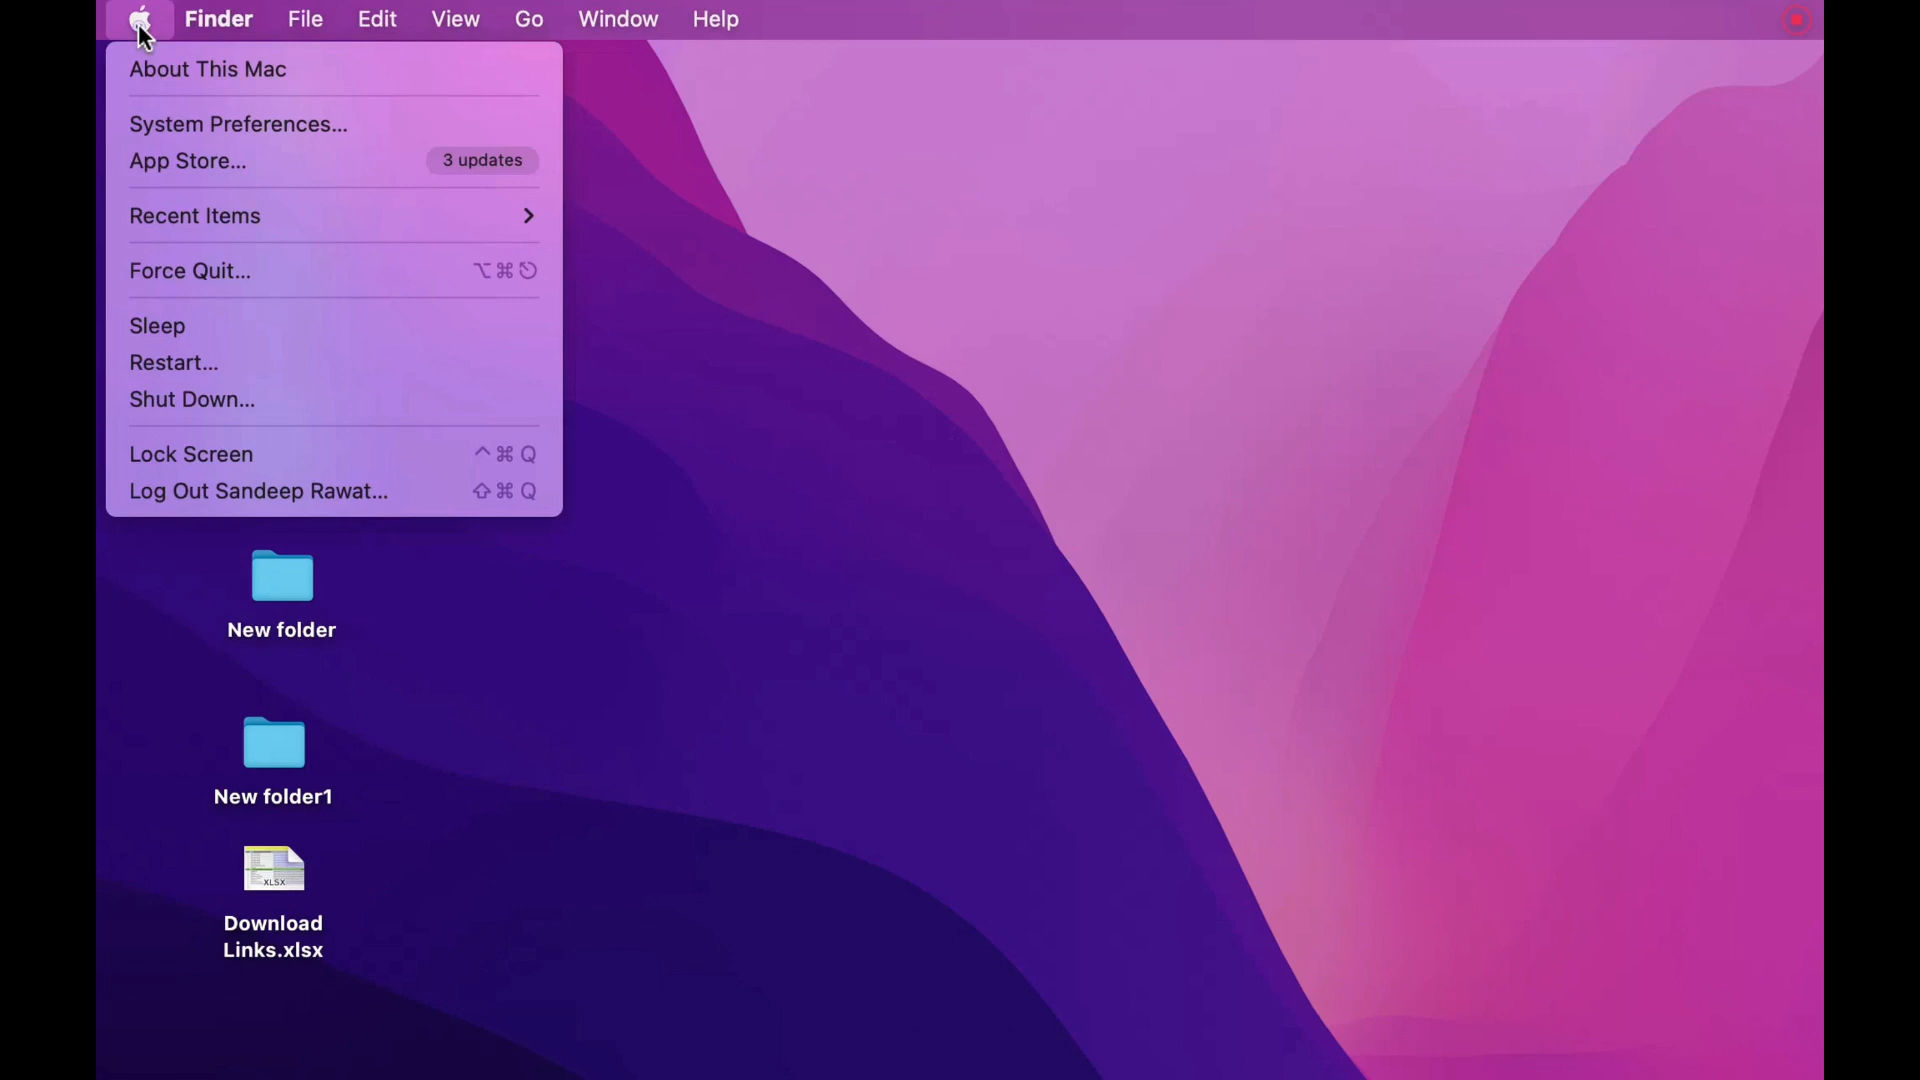 Finder File Edit View Go Window Help
About This Mac
System Preferences...
App Store... 3 updates
Recent Items
Force Quit... ⌥⌘⎋
Sleep
Restart...
Shut Down...
Lock Screen ^⌘Q
Log Out Sandeep Rawat... ⇧⌘Q
New folder
New folder1
XLSX
Download
Links.xlsx